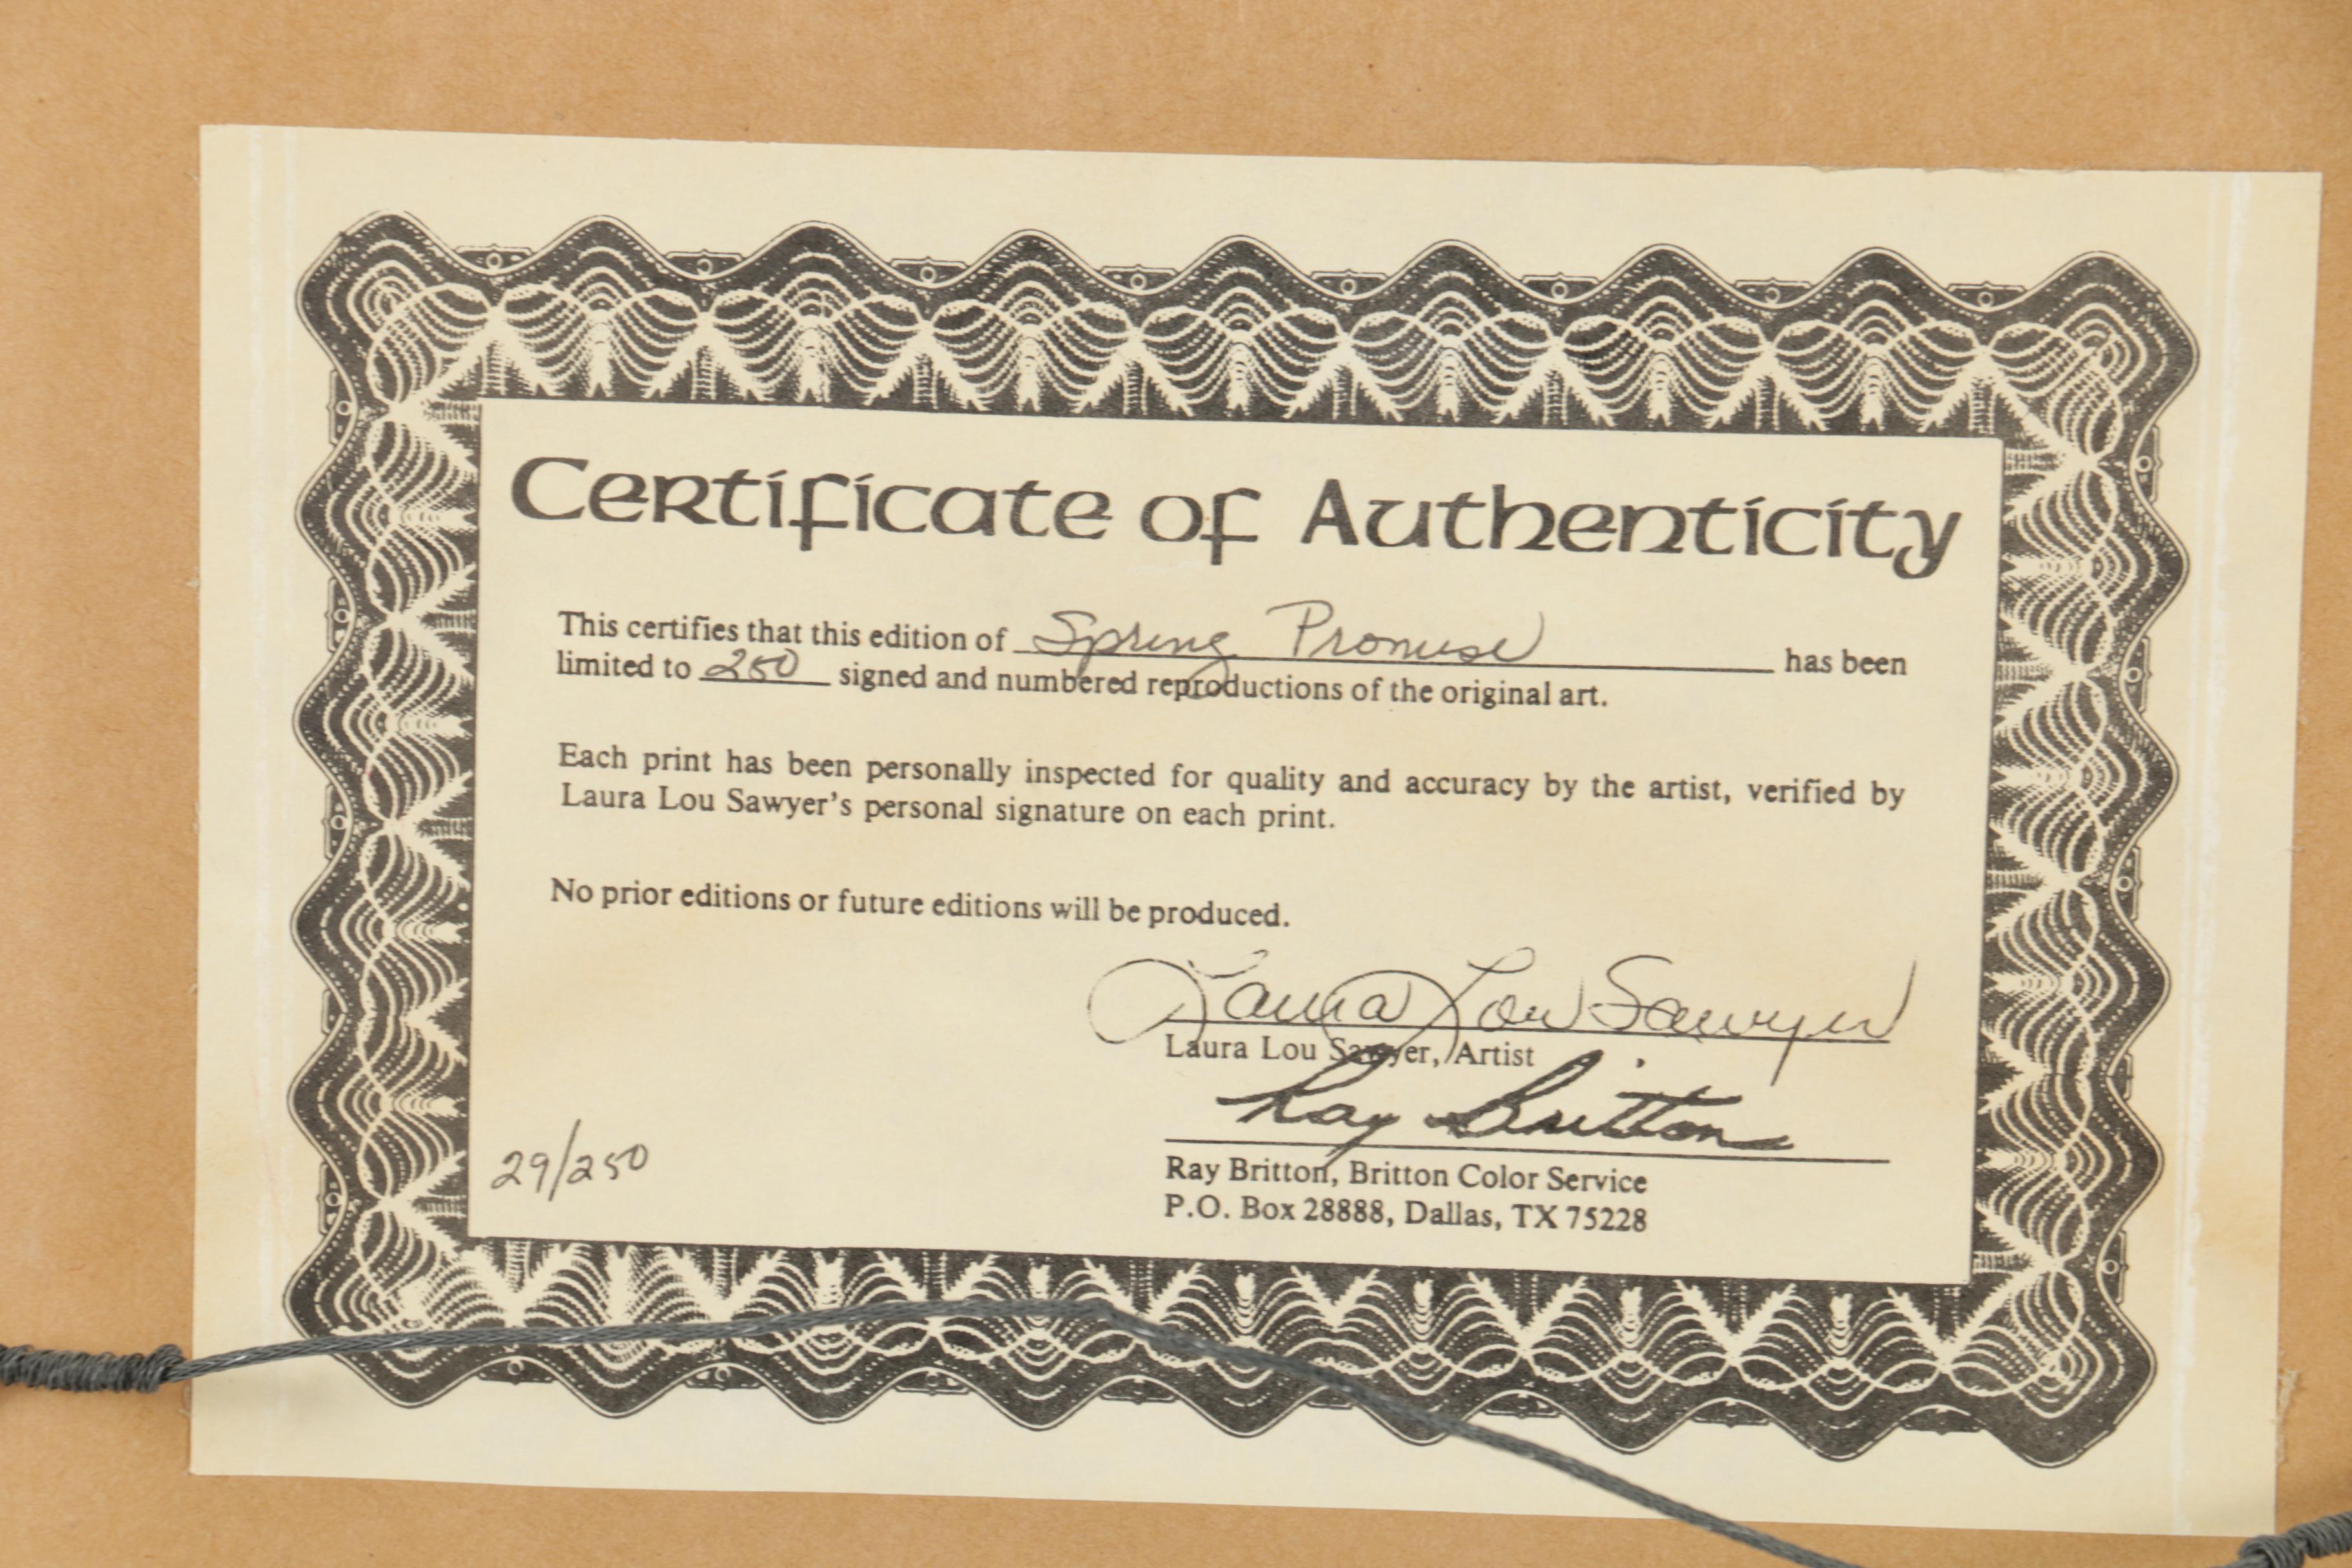 Certificate of Authenticity
This certifies that this edition of Spring Promise has been
limited to 250 signed and numbered reproductions of the original art.
Each print has been personally inspected for quality and accuracy by the artist, verified by
Laura Lou Sawyer's personal signature on each print.
No prior editions or future editions will be produced.
Laura Lou Sawyer
Laura Lou Sawyer, Artist
Ray Britton
29/250
Ray Britton, Britton Color Service
P.O. Box 28888, Dallas, TX 75228